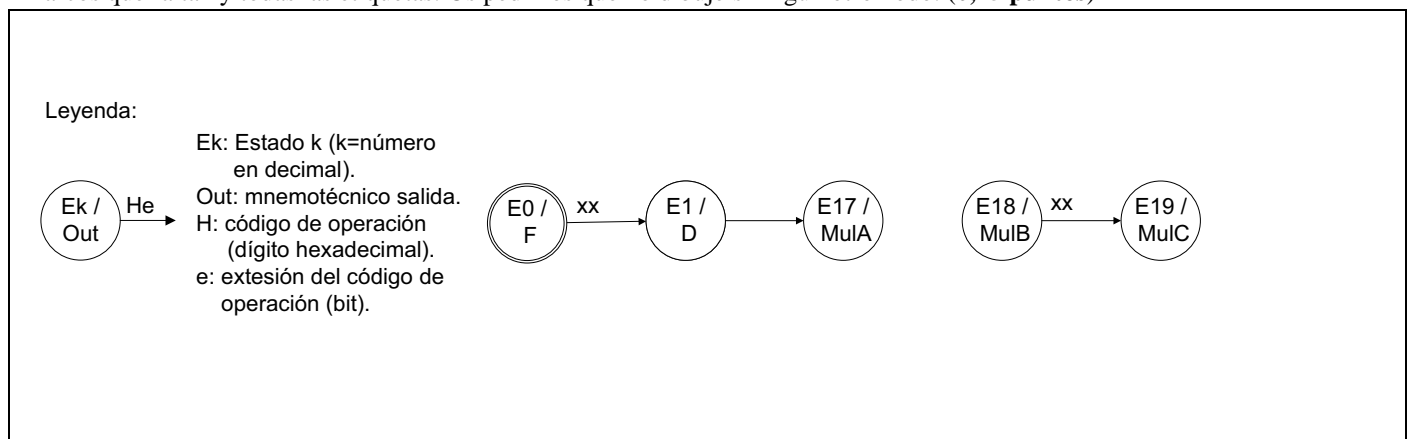 Leyenda:
Ek: Estado k (k=número
en decimal).
Out: mnemotécnico salida.
H: código de operación
(dígito hexadecimal).
e: extesión del código de
operación (bit).
Ek /
Out
He
E0 /
F
xx
E1 /
D
E17 /
MulA
E18 /
MulB
xx
E19 /
MulC